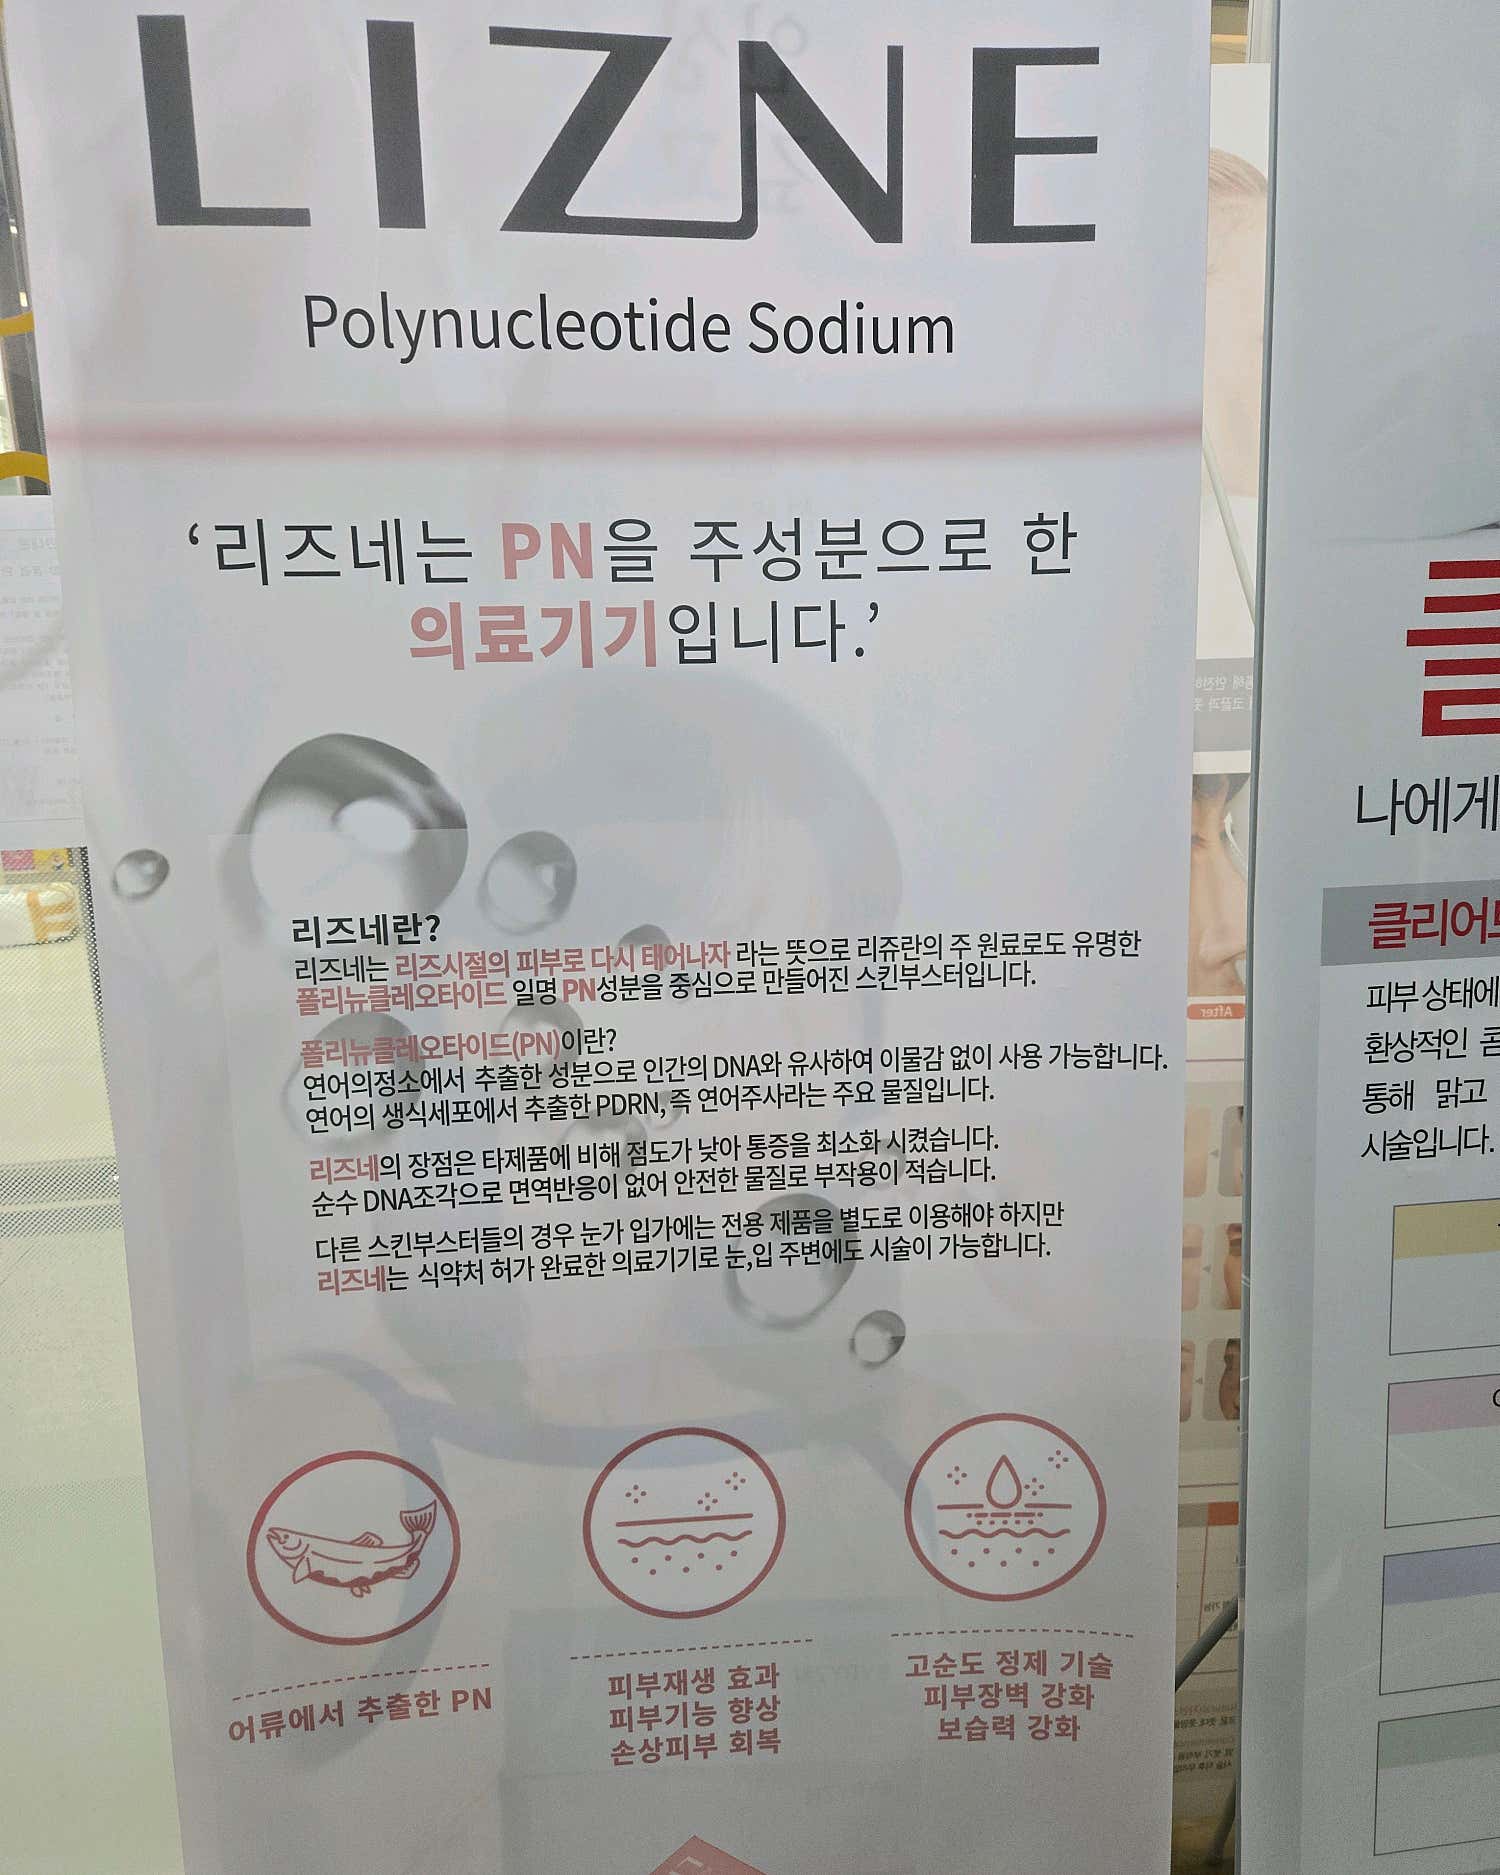 LIZNE
Polynucleotide Sodium
‘리즈네는 PN을 주성분으로 한
의료기기입니다.’
리즈네란?
리즈네는 리즈시절의 피부로 다시 태어나자 라는 뜻으로 리쥬란의 주 원료로도 유명한
폴리뉴클레오타이드 일명 PN성분을 중심으로 만들어진 스킨부스터입니다.
폴리뉴클레오타이드(PN)이란?
연어의정소에서 추출한 성분으로 인간의 DNA와 유사하여 이물감 없이 사용 가능합니다.
연어의 생식세포에서 추출한 PDRN, 즉 연어주사라는 주요 물질입니다.
리즈네의 장점은 타제품에 비해 점도가 낮아 통증을 최소화 시켰습니다.
순수 DNA조각으로 면역반응이 없어 안전한 물질로 부작용이 적습니다.
다른 스킨부스터들의 경우 눈가 입가에는 전용 제품을 별도로 이용해야 하지만
리즈네는 식약처 허가 완료한 의료기기로 눈,입 주변에도 시술이 가능합니다.
어류에서 추출한 PN
피부재생 효과
피부기능 향상
손상피부 회복
고순도 정제 기술
피부장벽 강화
보습력 강화
나에게
클리어
피부 상태에
환상적인
통해 맑고
시술입니다.
After